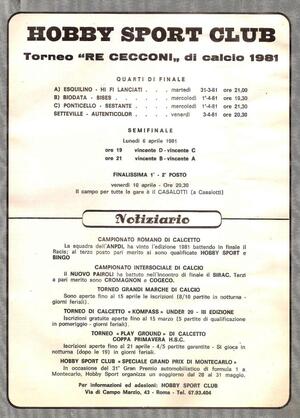 HOBBY SPORT CLUB
Torneo "RE CECCONI„ di calcio 1981
QUARTI DI FINALE
A) ESQUILINO - HI FI LANCIATI . . martedì 31-3-81 ore 21,00
B) BIODATA - BISES . . . . mercoledì 1°-4-81 ore 19,30
C) PONTICELLO - SESTANTE . . . mercoledì 1°-4-81 ore 21,30
SETTEVILLE - AUTENTICOLOR . . venerdì 3-4-81 ore 20,30
SEMIFINALE
Lunedì 6 aprile 1981
ore 19 vincente D - vincente C
ore 21 vincente B - vincente A
FINALISSIMA 1° - 2° POSTO
venerdì 10 aprile - Ore 20,30
Il campo per tutte le gare è il CASALOTTI (a Casalotti)
Notiziario
CAMPIONATO ROMANO DI CALCETTO
La squadra dell'ANPOL ha vinto l'edizione 1981 battendo in finale il
Racis; al terzo posto pari merito si sono qualificate HOBBY SPORT e
BINGO
CAMPIONATO INTERSOCIALE DI CALCIO
Il NUOVO PAIROLI ha battuto nell'incontro di finale il SIRAC. Terzi a
pari merito sono CROMAGNON e COGECO.
TORNEO GRANDI MARCHE DI CALCIO
Sono aperte fino al 15 aprile le iscrizioni (8/10 partite in notturna -
giorni feriali).
TORNEO DI CALCETTO «KOMPASS» UNDER 20 - III EDIZIONE
Iscrizioni gratuite aperte fino al 15 marzo (5 partite di qualificazione
in pomeriggio - giorni feriali).
TORNEO «PLAY GROUND» DI CALCETTO
COPPA PRIMAVERA H.S.C.
Iscrizioni aperte fino al 21 aprile - 4/5 partite garantite - Si gioca in
notturna (dopo le 19) in giorni feriali.
HOBBY SPORT CLUB «SPECIALE GRAND PRIX DI MONTECARLO»
In occasione del 31° Gran Premio automobilistico di formula 1 a
Montecarlo, Hobby Sport organizza un soggiorno dal 28 al 31 maggio.
Per informazioni ed adesioni: HOBBY SPORT CLUB
Via di Campo Marzio, 43 - Roma - Tel. 67.93.404